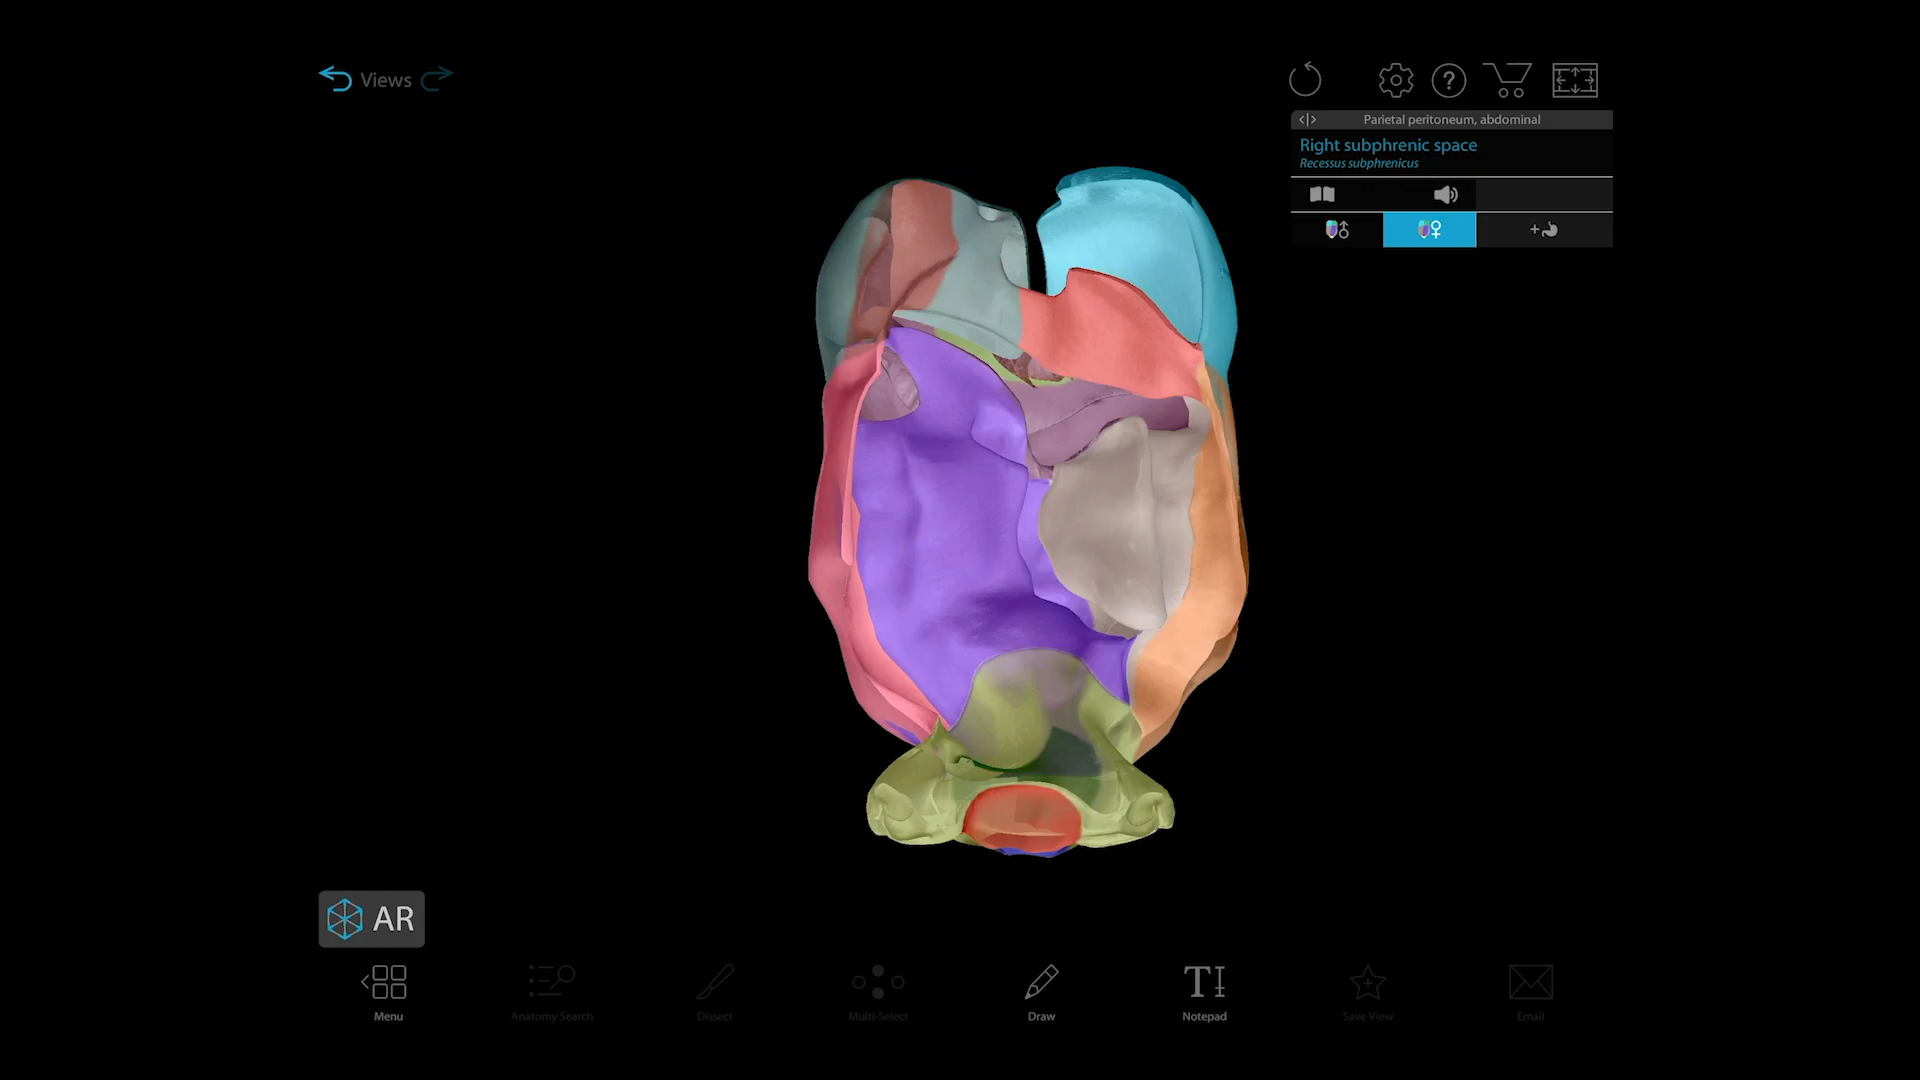 Views
Parietal peritoneum, abdominal
Right subphrenic space
Recessus subphrenicus
AR
Menu
Anatomy Search
Dissect
Multi-Select
Draw
Notepad
Save View
Email